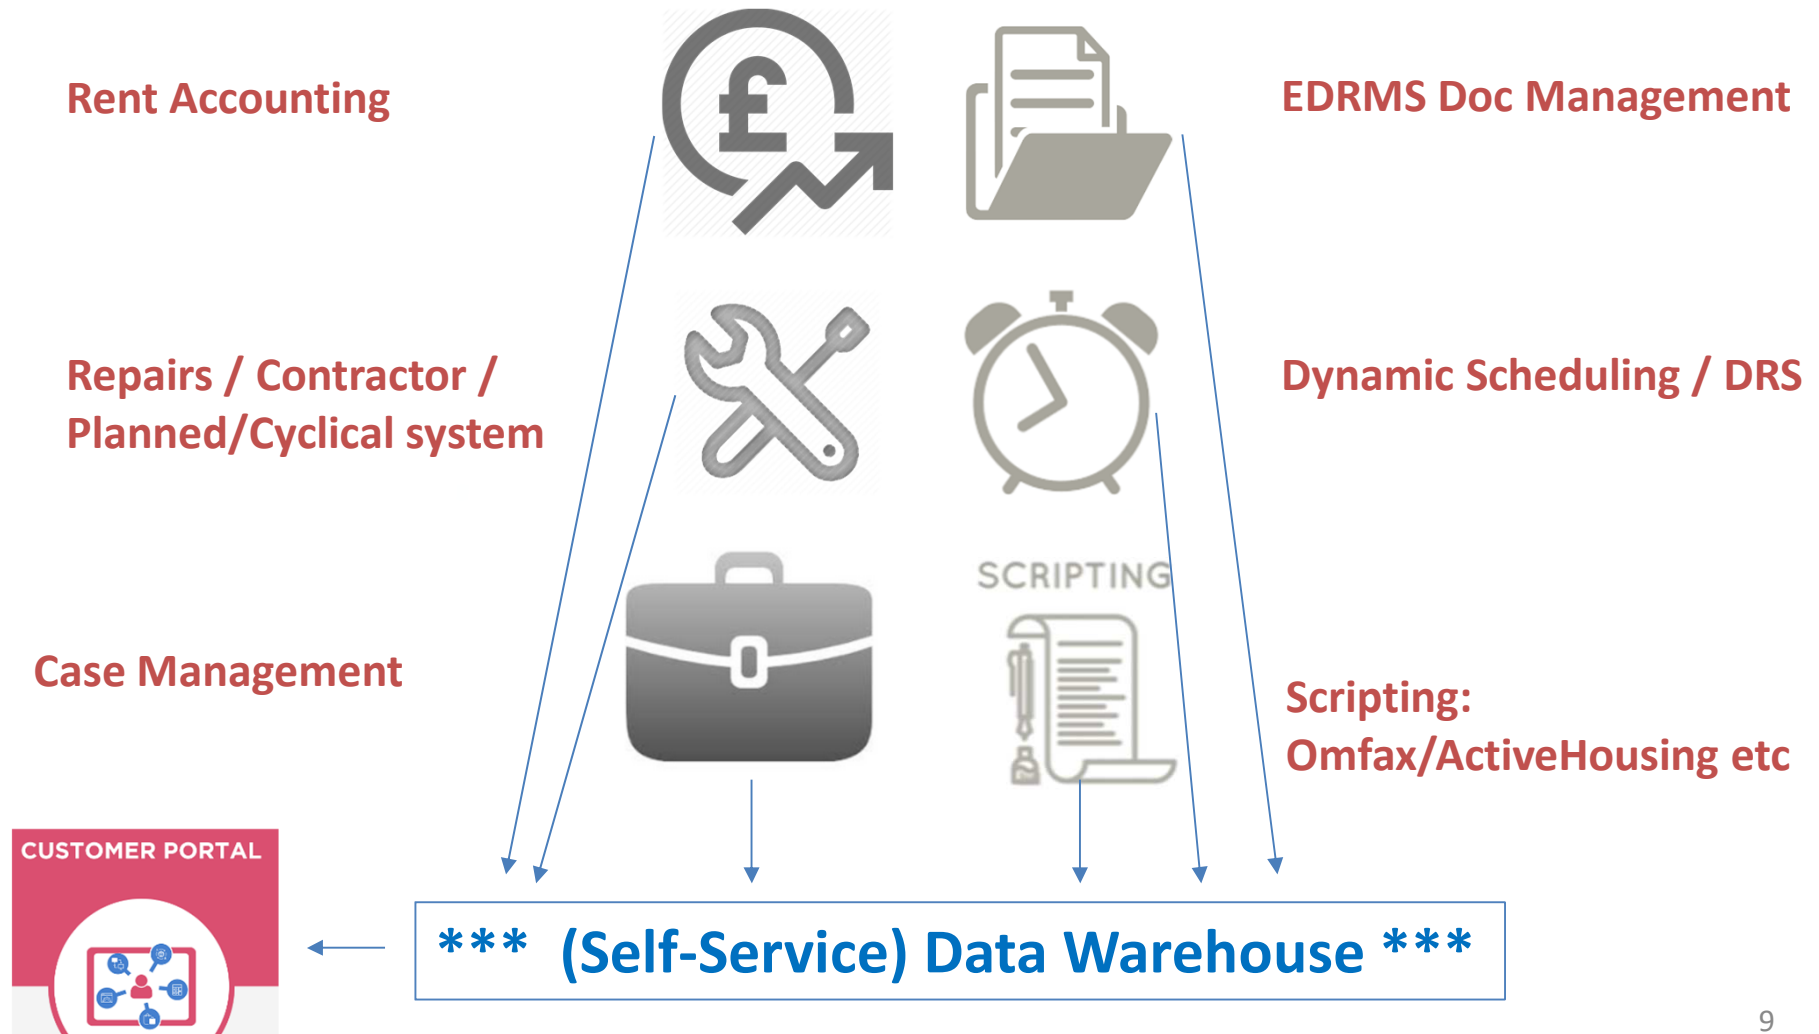 Rent Accounting
£
EDRMS Doc Management
Repairs / Contractor /
Planned/Cyclical system
Dynamic Scheduling / DRS
Case Management
SCRIPTING
Scripting:
Omfax/ActiveHousing etc
CUSTOMER PORTAL
*** (Self-Service) Data Warehouse ***
9